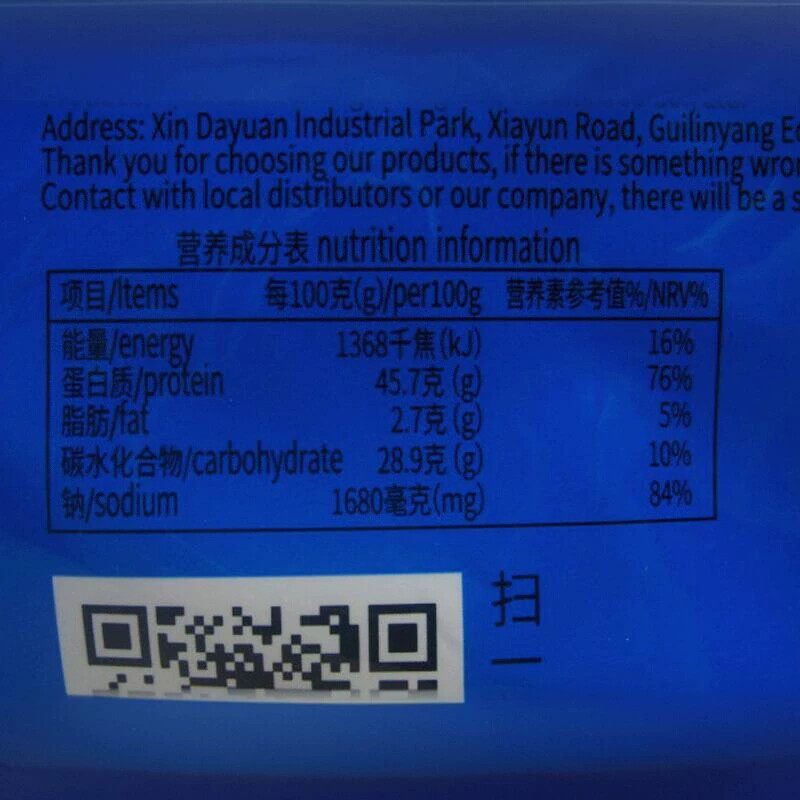 Address: Xin Dayuan Industrial Park, Xiayun Road, Guilinyang
Thank you for choosing our products, if there is something
Contact with local distributors or our company, there will be a
营养成分表 nutrition information
项目/Items 每100克(g)/per100g 营养素参考值%/NRV%
能量/energy 1368千焦(kJ) 16%
蛋白质/protein 45.7克(g) 76%
脂肪/fat 2.7克(g) 5%
碳水化合物/carbohydrate 28.9克(g) 10%
钠/sodium 1680毫克(mg) 84%
扫
一